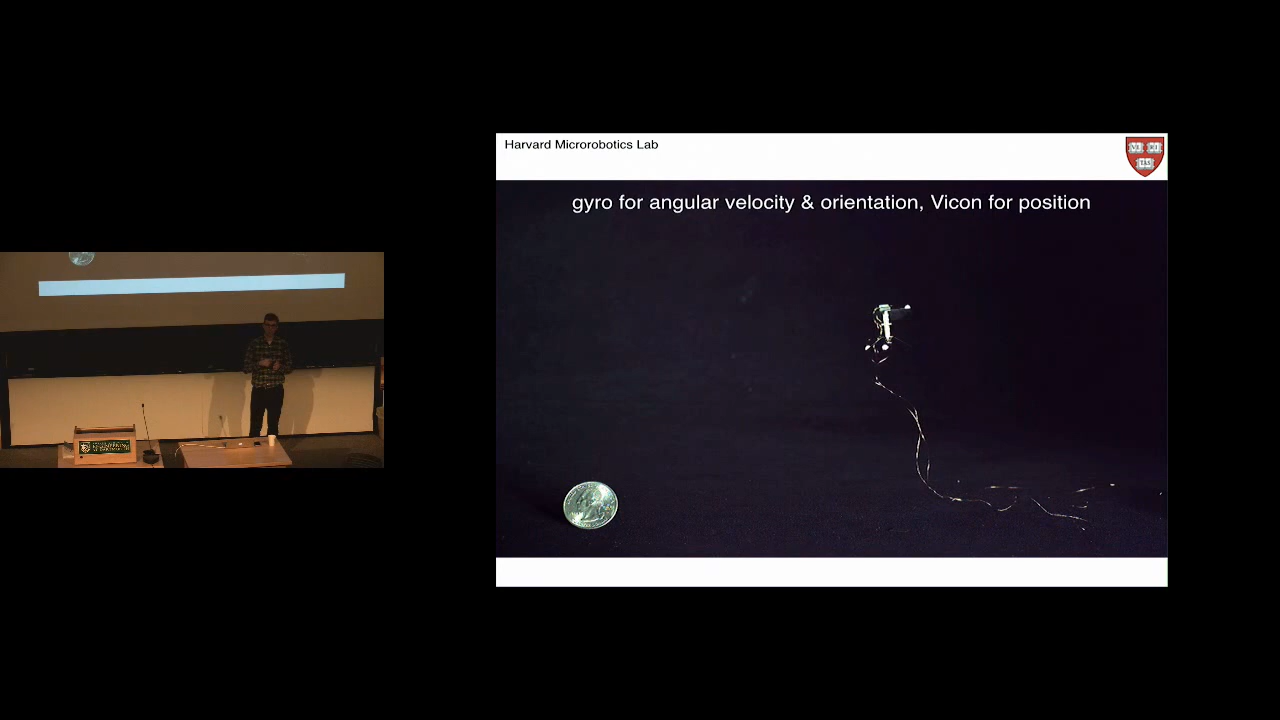 Harvard Microrobotics Lab
gyro for angular velocity & orientation, Vicon for position